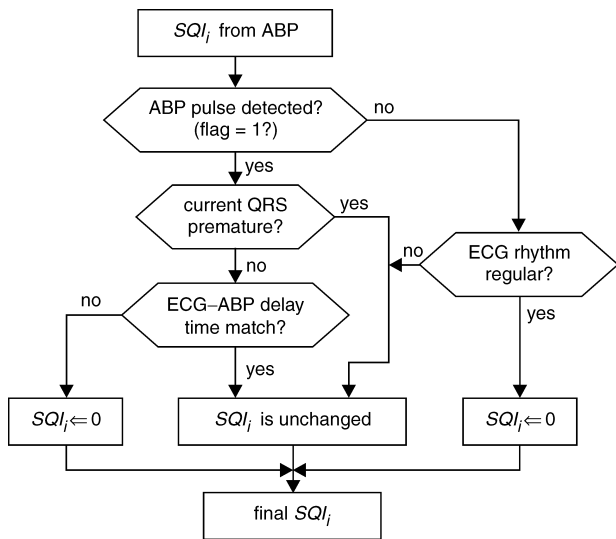 SQIi from ABP
ABP pulse detected?
(flag = 1?)
no
yes
current QRS
premature?
yes
no
ECG rhythm
regular?
no
yes
ECG–ABP delay
time match?
no
yes
SQIi ⇐ 0
SQIi is unchanged
SQIi ⇐ 0
final SQIi